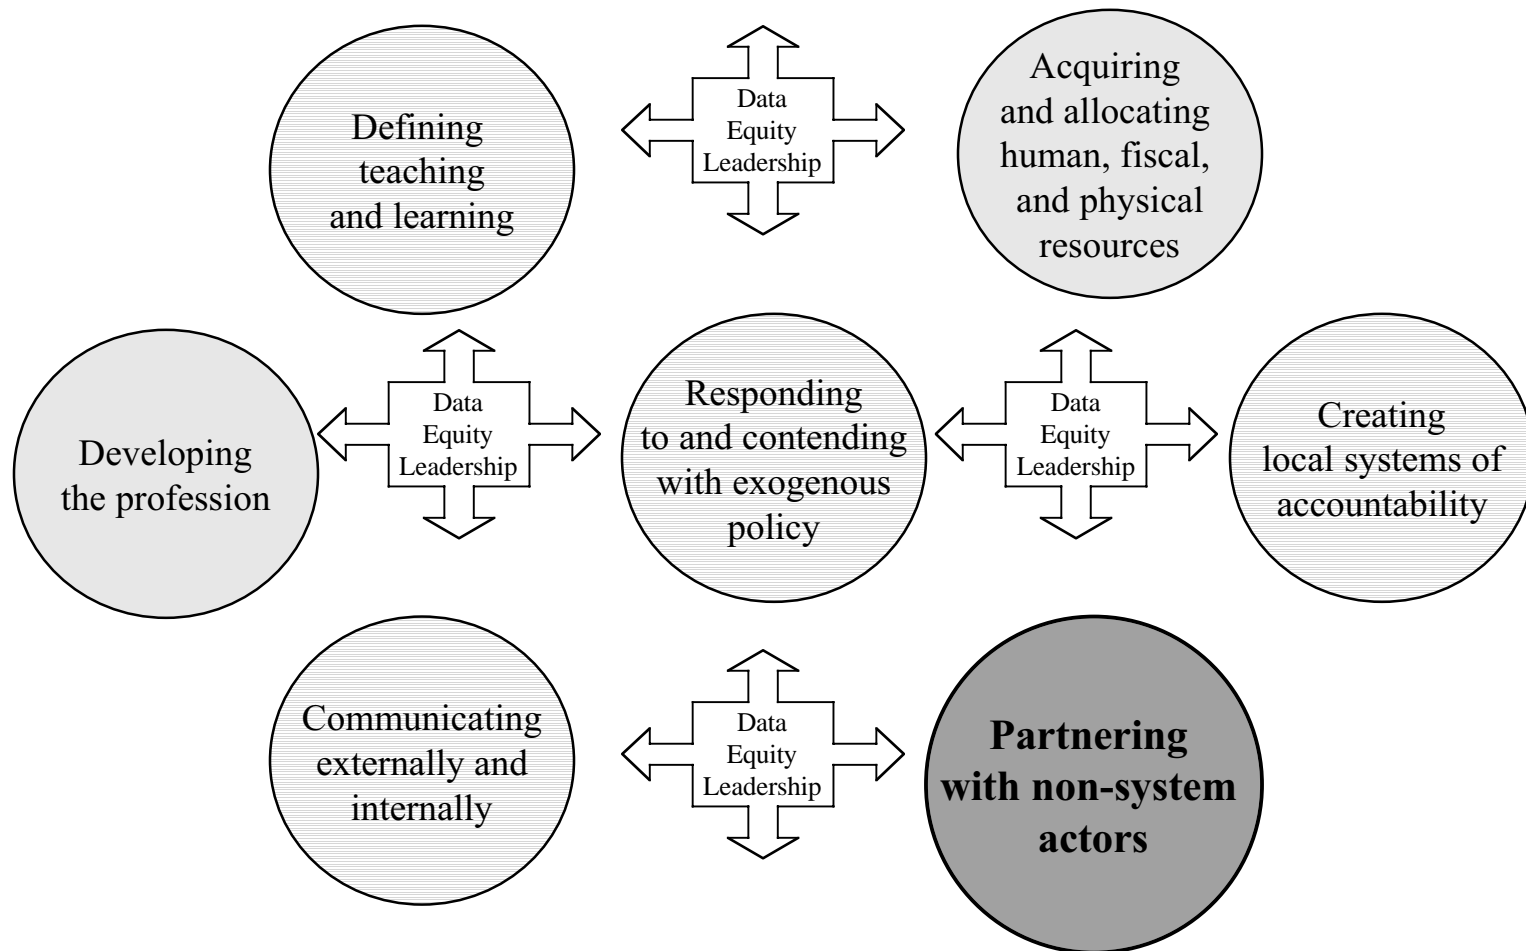 Defining
teaching
and learning
Data
Equity
Leadership
Acquiring
and allocating
human, fiscal,
and physical
resources
Developing
the profession
Data
Equity
Leadership
Responding
to and contending
with exogenous
policy
Data
Equity
Leadership
Creating
local systems of
accountability
Communicating
externally and
internally
Data
Equity
Leadership
Partnering
with non-system
actors